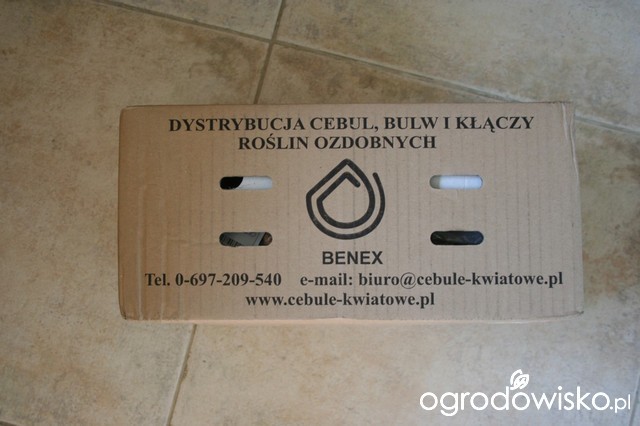 DYSTRYBUCJA CEBUL, BULW I KŁĄCZY
ROŚLIN OZDOBNYCH
BENEX
Tel. 0-697-209-540 e-mail: biuro@cebule-kwiatowe.pl
www.cebule-kwiatowe.pl
ogrodowisko.pl